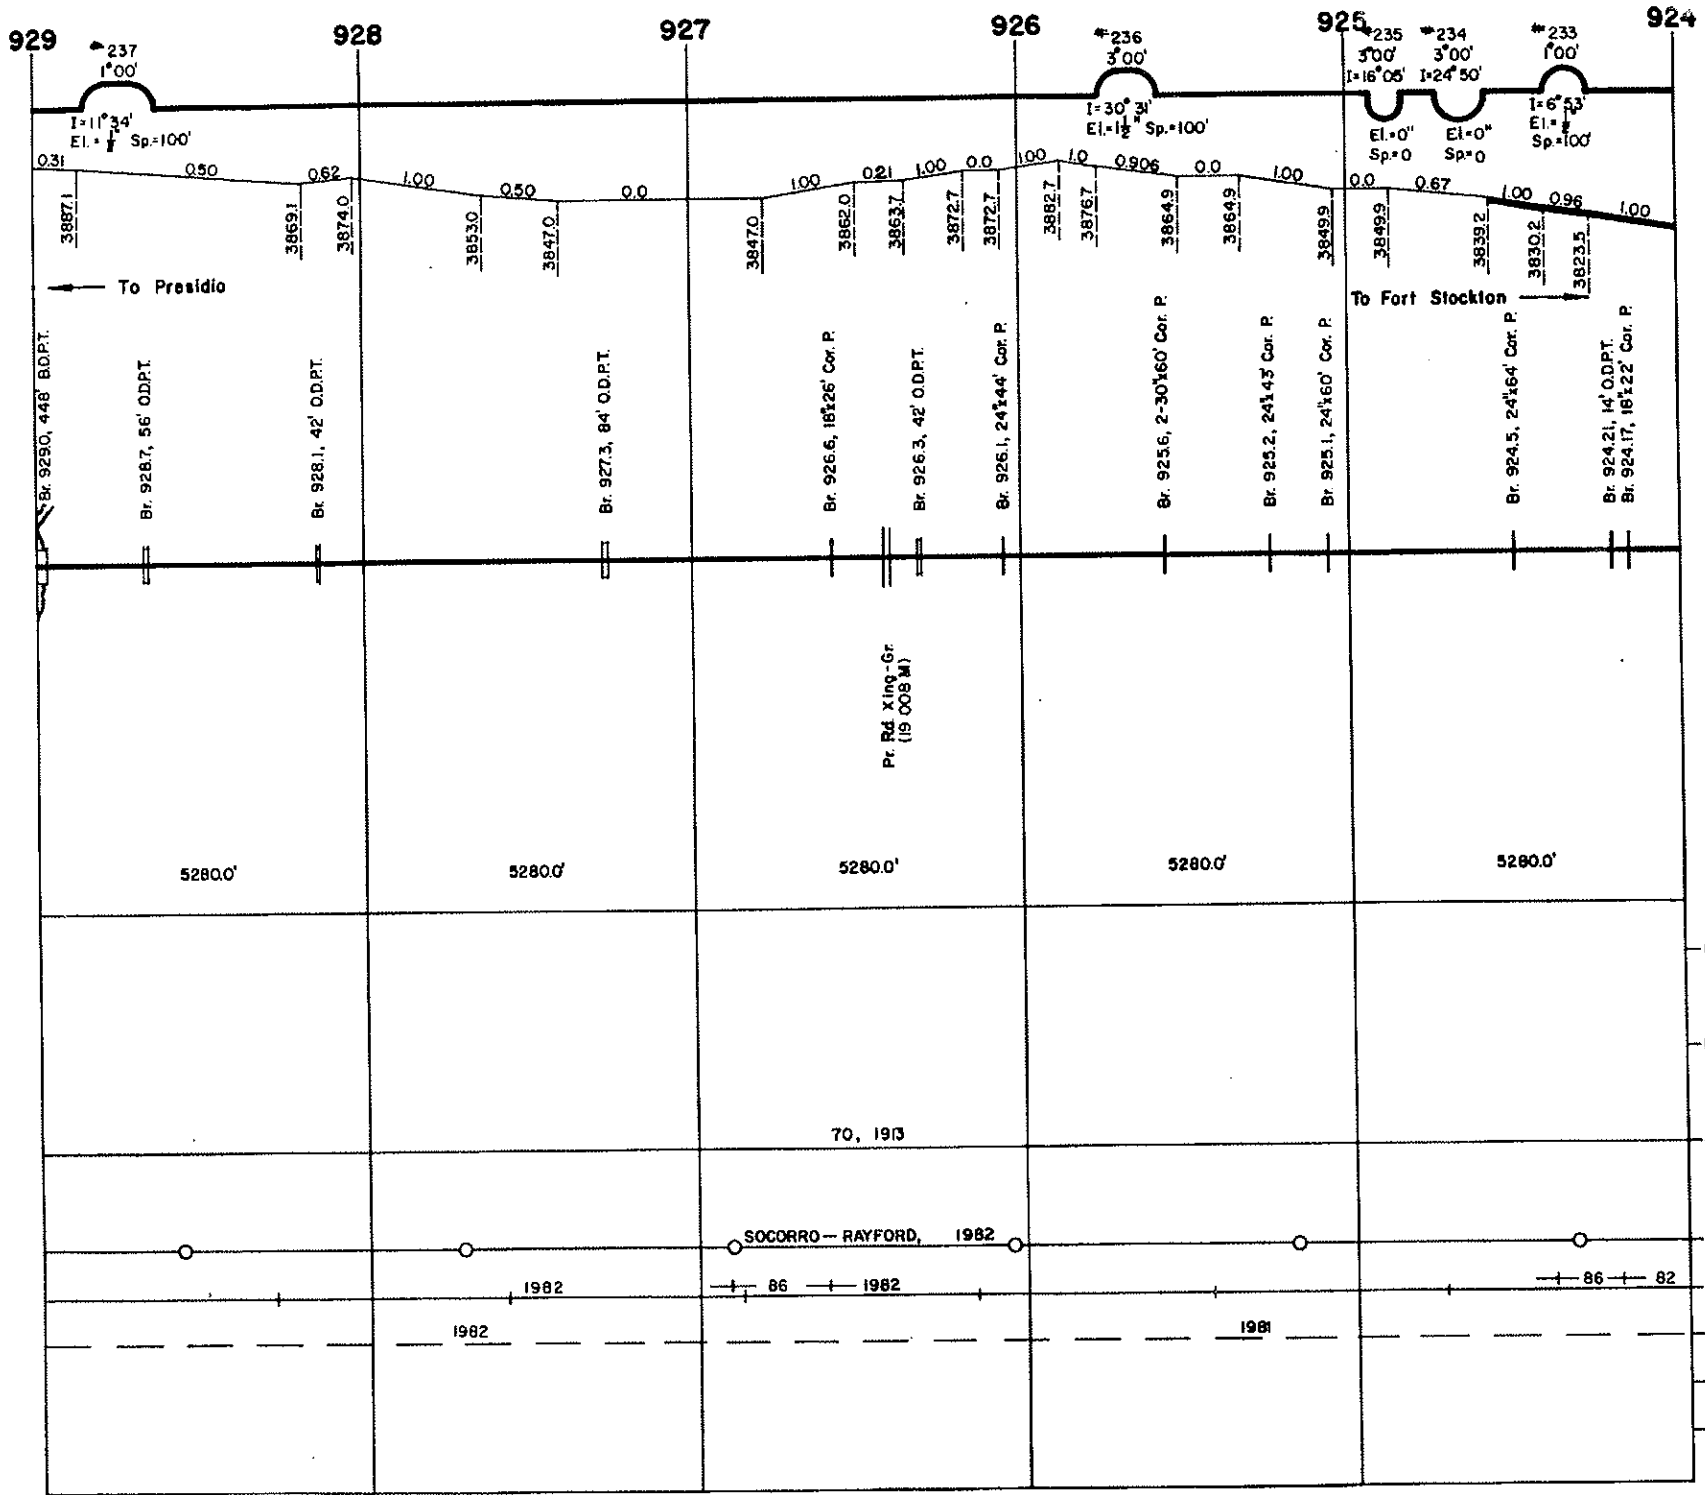 929
928
927
926
925
924
#237
1°00'
I=11°34'
Sp.=100'
#236
3°00'
I=30°31'
El.=1½" Sp.=100'
#235
3°00'
I=16°05'
El.=0"
Sp.=0
#234
3°00'
I=24°50'
El.=0"
Sp.=0
#233
1°00'
I=6°53'
Sp.=100'
0.31
0.50
0.62
1.00
0.50
0.0
1.00
0.21
1.00
0.0
1.00
1.0
0.906
0.0
1.00
0.0
0.67
1.00
0.96
1.00
3887.1
3869.1
3874.0
3853.0
3847.0
3847.0
3862.0
3863.7
3872.7
3872.7
3882.7
3876.7
3864.9
3864.9
3849.9
3849.9
3839.2
3830.2
3823.5
To Presidio
To Fort Stockton
Br. 929.0, 448' B.D.P.T.
Br. 928.7, 56' O.D.P.T.
Br. 928.1, 42' O.D.P.T.
Br. 927.3, 84' O.D.P.T.
Br. 926.6, 18"x26' Cor. P.
Br. 926.3, 42' O.D.P.T.
Br. 926.1, 24"x44' Cor. P.
Br. 925.6, 2-30"x60' Cor. P.
Br. 925.2, 24"x43' Cor. P.
Br. 925.1, 24"x60' Cor. P.
Br. 924.5, 24"x64' Cor. P.
Br. 924.21, 14' O.D.P.T.
Br. 924.17, 18"x22' Cor. P.
Pr. Rd. Xing-Gr.
(19 008 M)
5280.0'
5280.0'
5280.0'
5280.0'
5280.0'
70, 1913
SOCORRO — RAYFORD, 1982
1982
86
1982
86
82
1982
1981